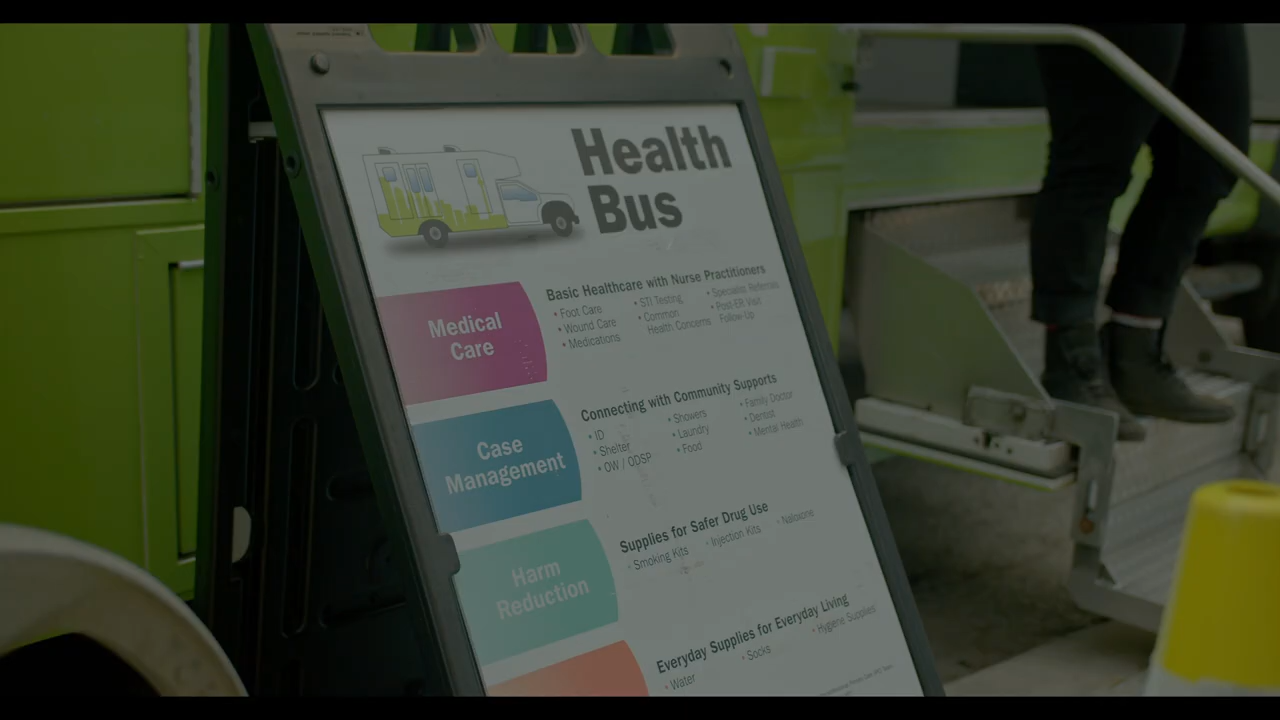 Health
Bus
Medical
Care
Basic Healthcare with Nurse Practitioners
• Foot Care
• Wound Care
• Medications
• STI Testing
• Common
Health Concerns
• Specialist Referrals
• Post-ER Visit
Follow-Up
Case
Management
Connecting with Community Supports
• ID
• Shelter
• OW / ODSP
• Showers
• Laundry
• Food
• Family Doctor
• Dentist
• Mental Health
Harm
Reduction
Supplies for Safer Drug Use
• Smoking Kits
• Injection Kits
• Naloxone
Everyday Supplies for Everyday Living
• Water
• Socks
• Hygiene Supplies